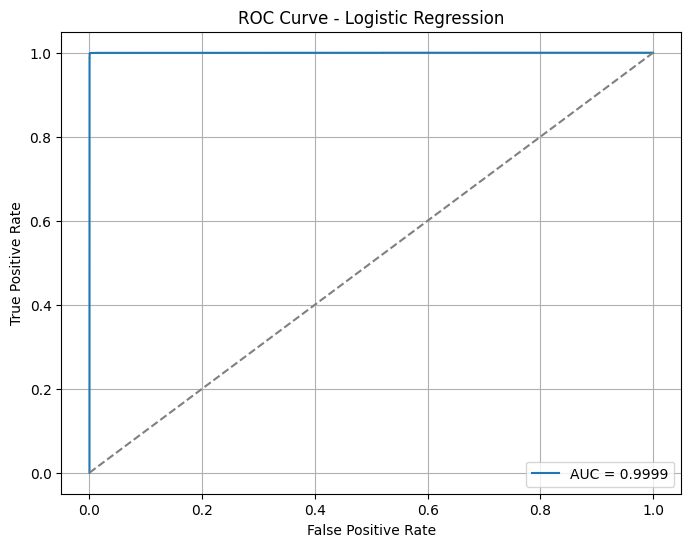 ROC Curve - Logistic Regression
True Positive Rate
1.0
0.8
0.6
0.4
0.2
0.0
AUC = 0.9999
0.0 0.2 0.4 0.6 0.8 1.0
False Positive Rate